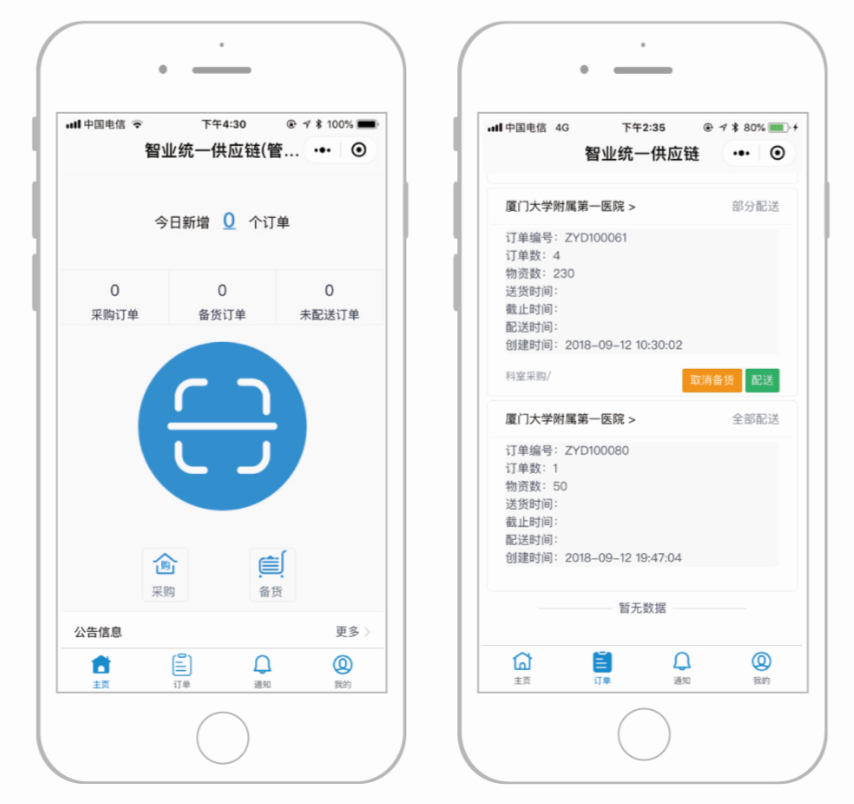 中国电信 下午4:30 100%
智业统一供应链(管...
今日新增 0 个订单
0 0 0
采购订单 备货订单 未配送订单
购
采购 备货
公告信息 更多 >
主页 订单 通知 我的
中国电信 4G 下午2:35 80%
智业统一供应链
厦门大学附属第一医院 > 部分配送
订单编号: ZYD100061
订单数: 4
物资数: 230
送货时间:
截止时间:
配送时间:
创建时间: 2018-09-12 10:30:02
科室采购/ 取消备货 配送
厦门大学附属第一医院 > 全部配送
订单编号: ZYD100080
订单数: 1
物资数: 50
送货时间:
截止时间:
配送时间:
创建时间: 2018-09-12 19:47:04
暂无数据
主页 订单 通知 我的